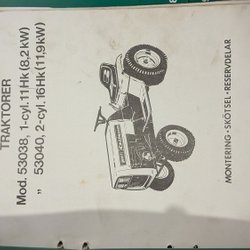 TRAKTORER
Mod. 53038, 1-cyl. 11Hk (8,2kW)
" 53040, 2-cyl. 16Hk (11,9kW)
MONTERING - SKÖTSEL - RESERVDELAR